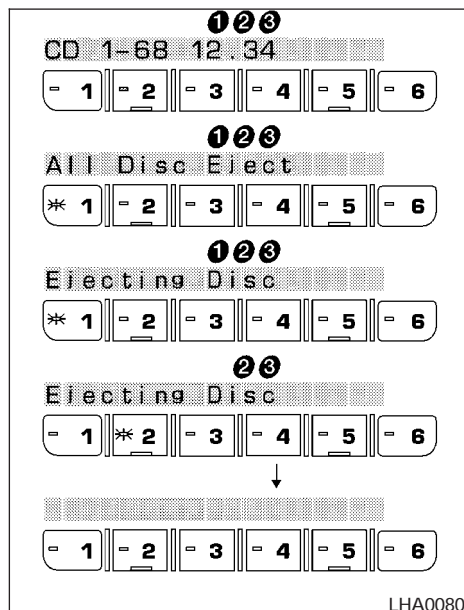 ❶❷❸
CD 1-68 12.34
1 2 3 4 5 6
❶❷❸
All Disc Eject
1 2 3 4 5 6
❶❷❸
Ejecting Disc
1 2 3 4 5 6
❷❸
Ejecting Disc
1 2 3 4 5 6
1 2 3 4 5 6
LHA0080